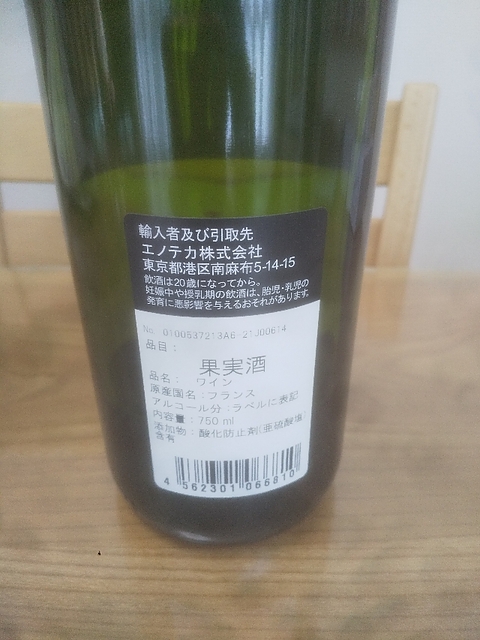 輸入者及び引取先
エノテカ株式会社
東京都港区南麻布5-14-15
飲酒は20歳になってから。
妊娠中や授乳期の飲酒は、胎児・乳児の
発育に悪影響を与えるおそれがあります。
No 0100537213A6 21J00614
品目：
果実酒
品名： ワイン
原産国名：フランス
アルコール分：ラベルに表記
内容量：750 ml
添加物：酸化防止剤(亜硫酸塩)
含有
4 562301 066810